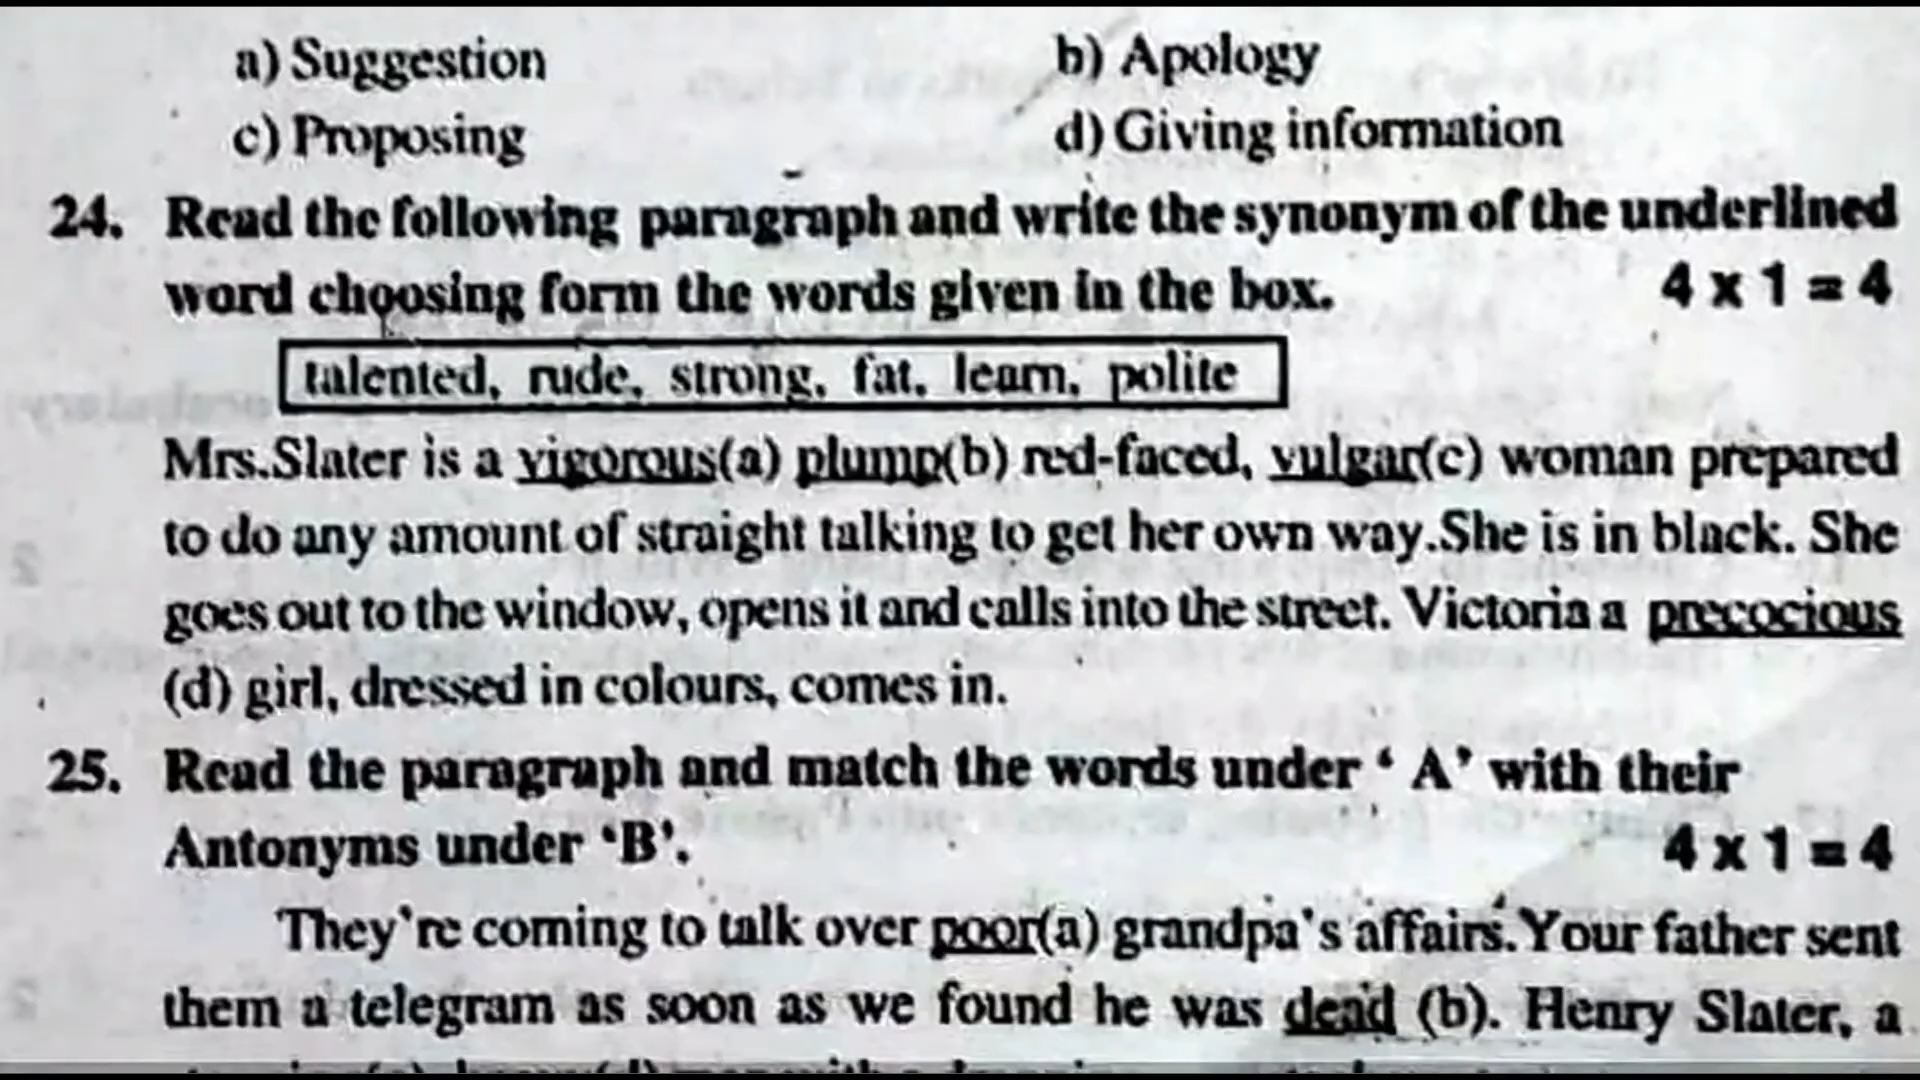 a) Suggestion b) Apology
c) Proposing d) Giving information
24. Read the following paragraph and write the synonym of the underlined
word choosing form the words given in the box. 4 x 1 = 4
talented, rude, strong, fat, learn, polite
Mrs.Slater is a vigorous(a) plump(b) red-faced, vulgar(c) woman prepared
to do any amount of straight talking to get her own way.She is in black. She
goes out to the window, opens it and calls into the street. Victoria a precocious
(d) girl, dressed in colours, comes in.
25. Read the paragraph and match the words under ‘ A’ with their
Antonyms under ‘B’. 4 x 1 = 4
They're coming to talk over poor(a) grandpa's affairs.Your father sent
them a telegram as soon as we found he was dead (b). Henry Slater, a